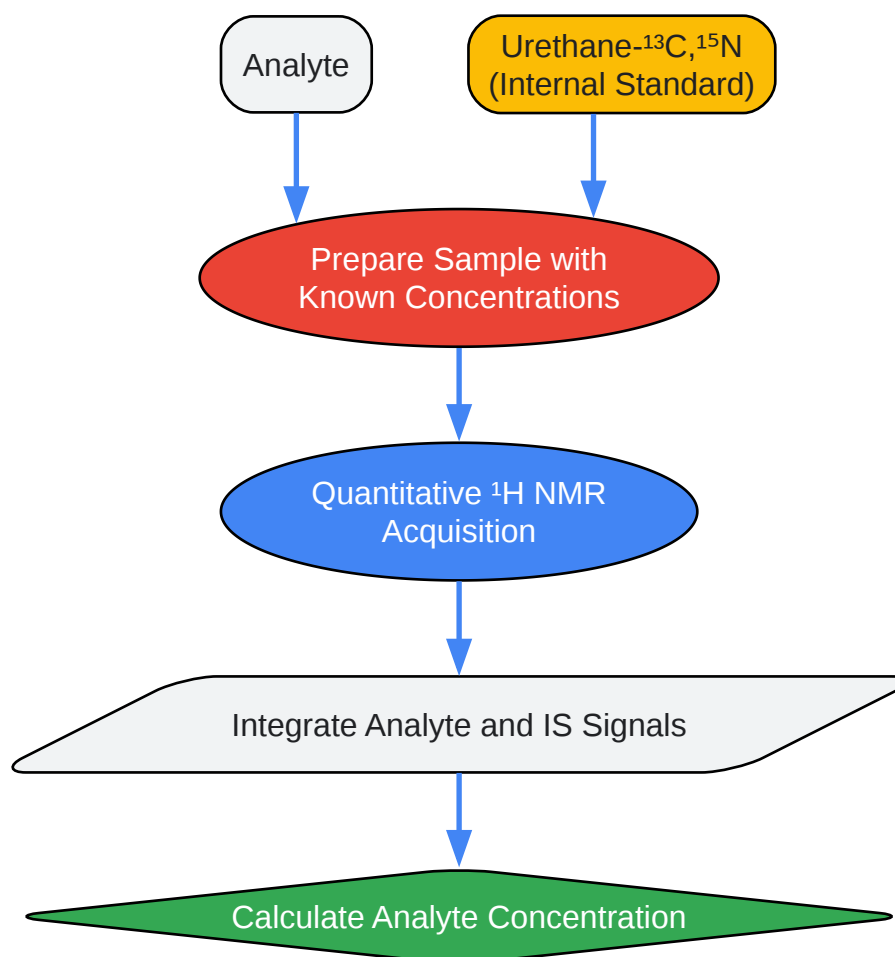 Analyte
Urethane-¹³C,¹⁵N
(Internal Standard)
Prepare Sample with
Known Concentrations
Quantitative ¹H NMR
Acquisition
Integrate Analyte and IS Signals
Calculate Analyte Concentration